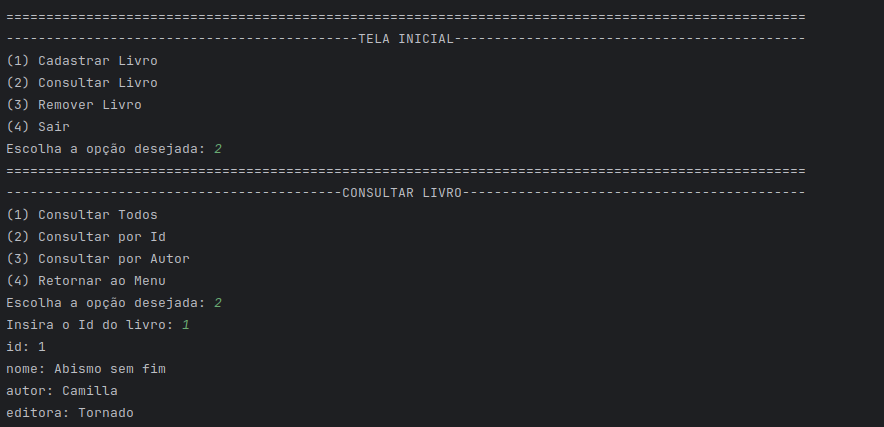 ====================================================================================================
--------------------------------------------TELA INICIAL--------------------------------------------
(1) Cadastrar Livro
(2) Consultar Livro
(3) Remover Livro
(4) Sair
Escolha a opção desejada: 2
====================================================================================================
------------------------------------------CONSULTAR LIVRO-------------------------------------------
(1) Consultar Todos
(2) Consultar por Id
(3) Consultar por Autor
(4) Retornar ao Menu
Escolha a opção desejada: 2
Insira o Id do livro: 1
id: 1
nome: Abismo sem fim
autor: Camilla
editora: Tornado